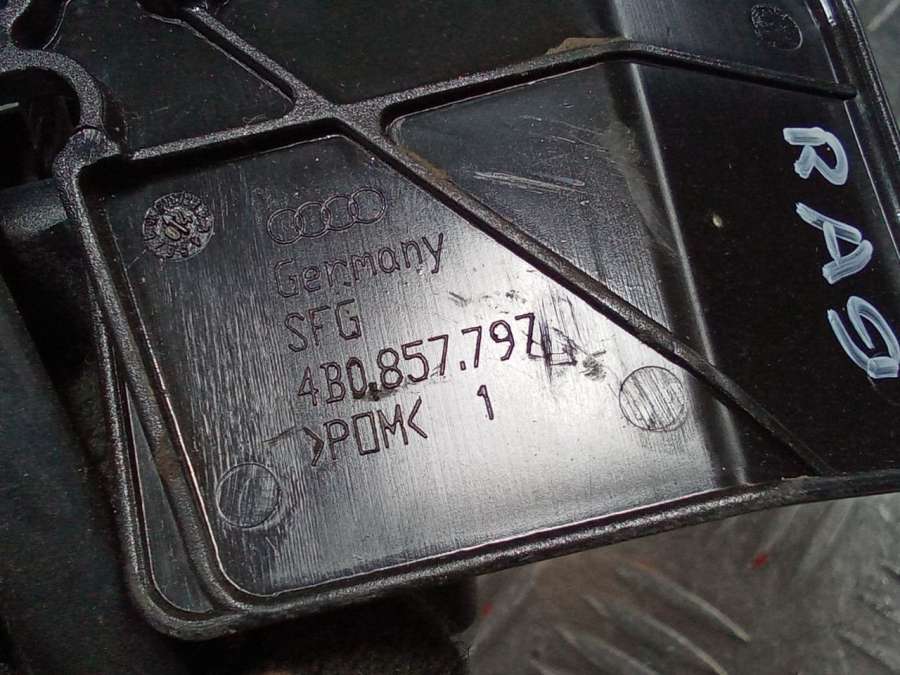 Germany
SFG
4B0.857.797
>POM< 1
RAS